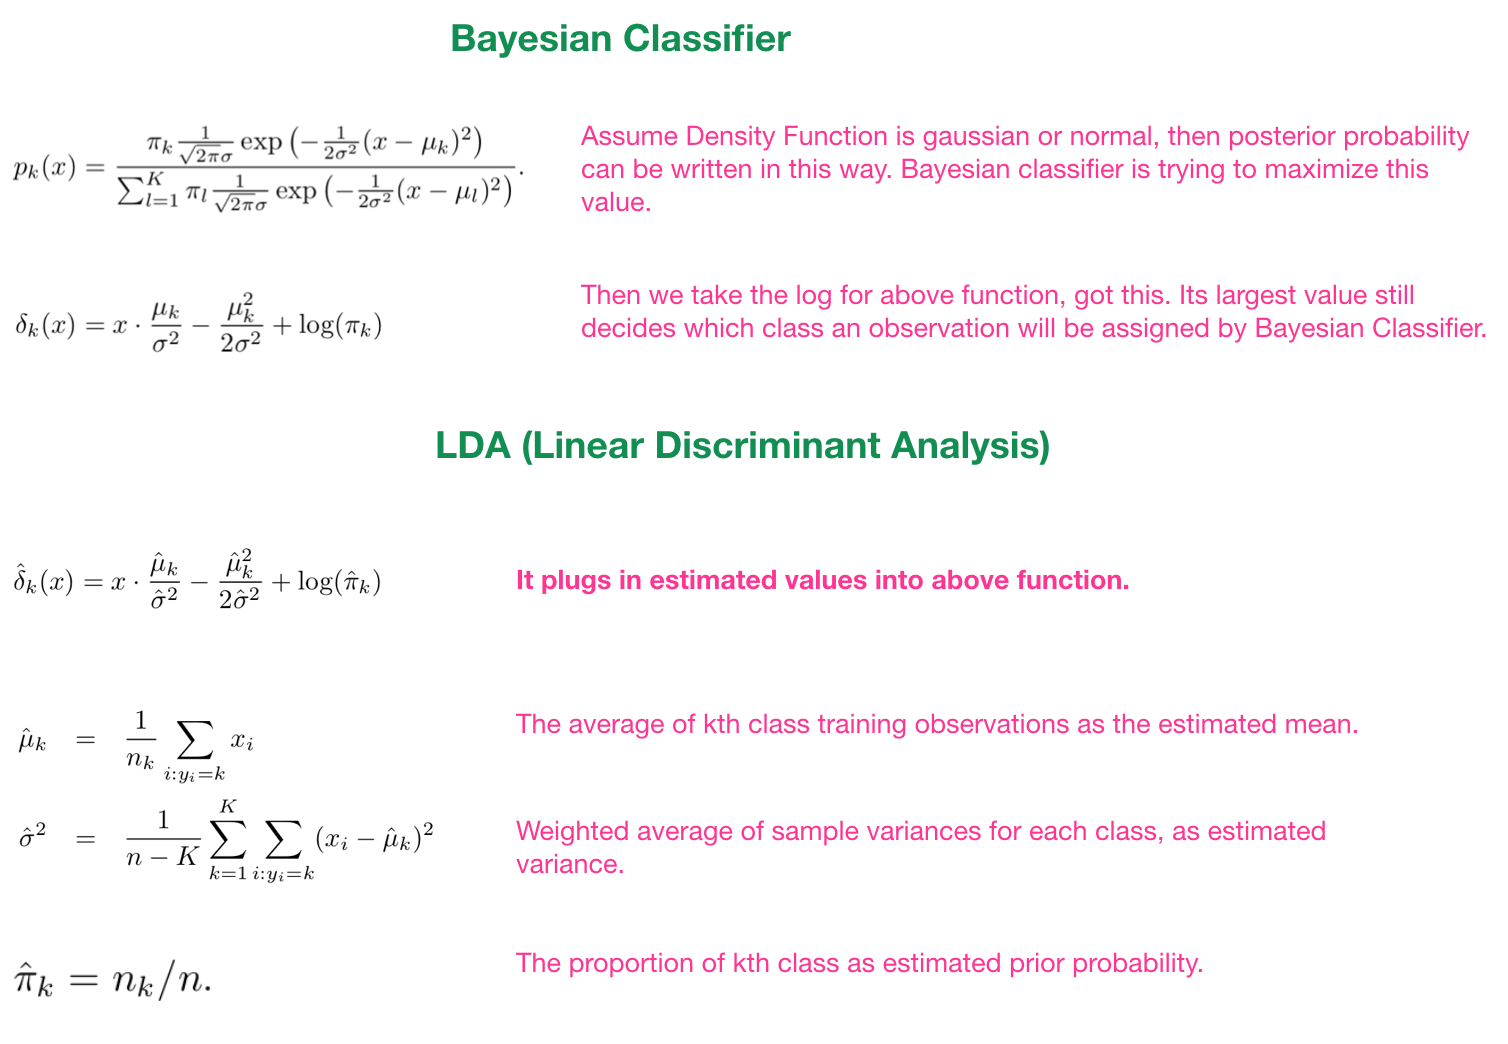 Bayesian Classifier
p_k(x) = \frac{\pi_k \frac{1}{\sqrt{2\pi}\sigma} \exp\left(-\frac{1}{2\sigma^2}(x-\mu_k)^2\right)}{\sum_{l=1}^{K} \pi_l \frac{1}{\sqrt{2\pi}\sigma} \exp\left(-\frac{1}{2\sigma^2}(x-\mu_l)^2\right)}.
Assume Density Function is gaussian or normal, then posterior probability
can be written in this way. Bayesian classifier is trying to maximize this
value.
\delta_k(x) = x \cdot \frac{\mu_k}{\sigma^2} - \frac{\mu_k^2}{2\sigma^2} + \log(\pi_k)
Then we take the log for above function, got this. Its largest value still
decides which class an observation will be assigned by Bayesian Classifier.
LDA (Linear Discriminant Analysis)
\hat{\delta}_k(x) = x \cdot \frac{\hat{\mu}_k}{\hat{\sigma}^2} - \frac{\hat{\mu}_k^2}{2\hat{\sigma}^2} + \log(\hat{\pi}_k)
It plugs in estimated values into above function.
\hat{\mu}_k = \frac{1}{n_k} \sum_{i:y_i=k} x_i
The average of kth class training observations as the estimated mean.
\hat{\sigma}^2 = \frac{1}{n-K} \sum_{k=1}^{K} \sum_{i:y_i=k} (x_i - \hat{\mu}_k)^2
Weighted average of sample variances for each class, as estimated
variance.
\hat{\pi}_k = n_k/n.
The proportion of kth class as estimated prior probability.